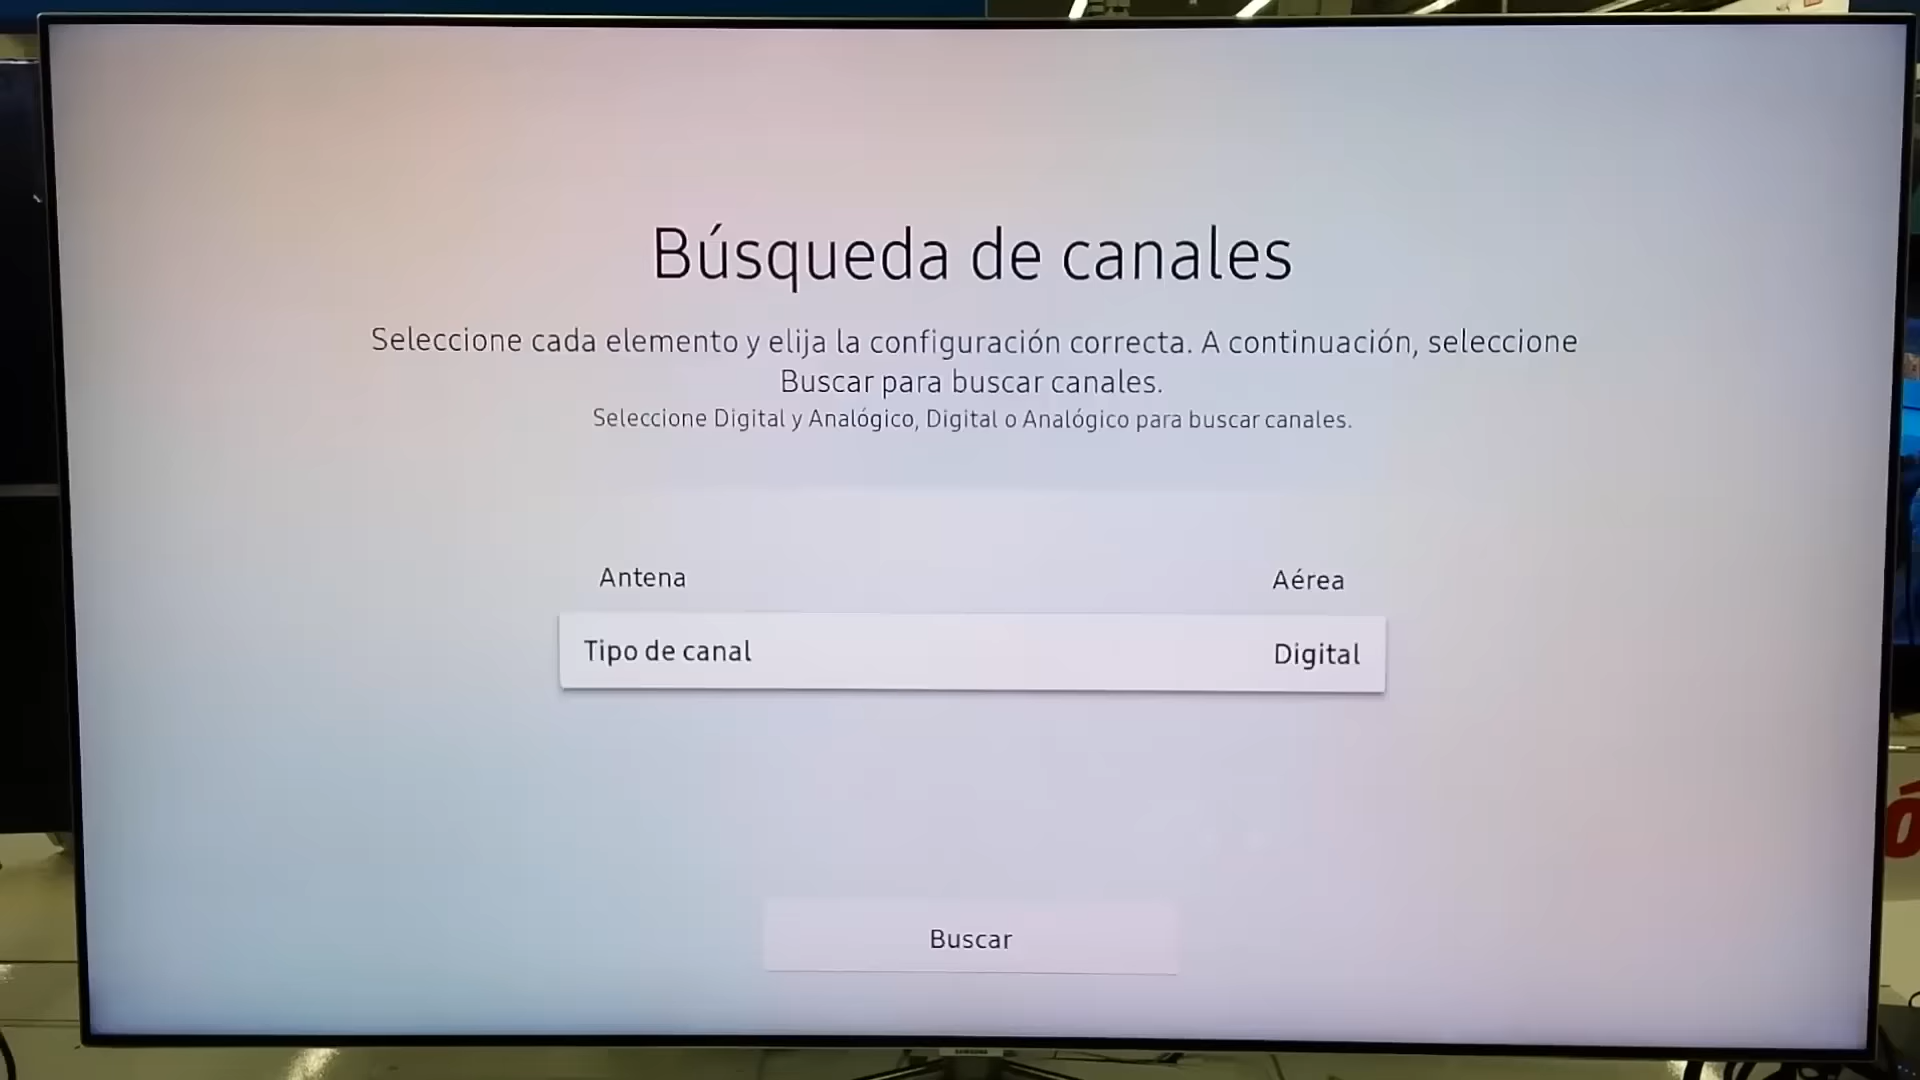 Búsqueda de canales
Seleccione cada elemento y elija la configuración correcta. A continuación, seleccione
Buscar para buscar canales.
Seleccione Digital y Analógico, Digital o Analógico para buscar canales.
Antena Aérea
Tipo de canal Digital
Buscar
SAMSUNG
Ó